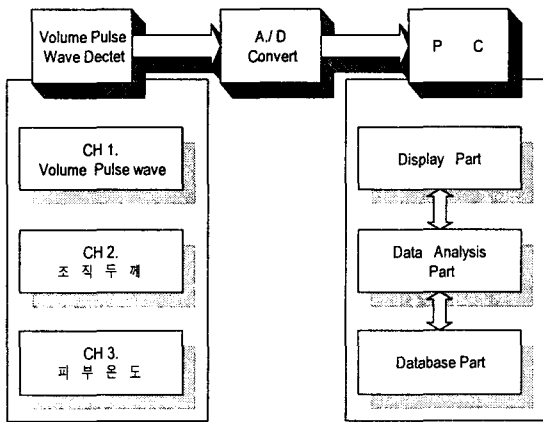 Volume Pulse
Wave Dectet
A./ D
Convert
P C
CH 1.
Volume Pulse wave
CH 2.
조 직 두 께
CH 3.
피 부 온 도
Display Part
Data Analysis
Part
Database Part